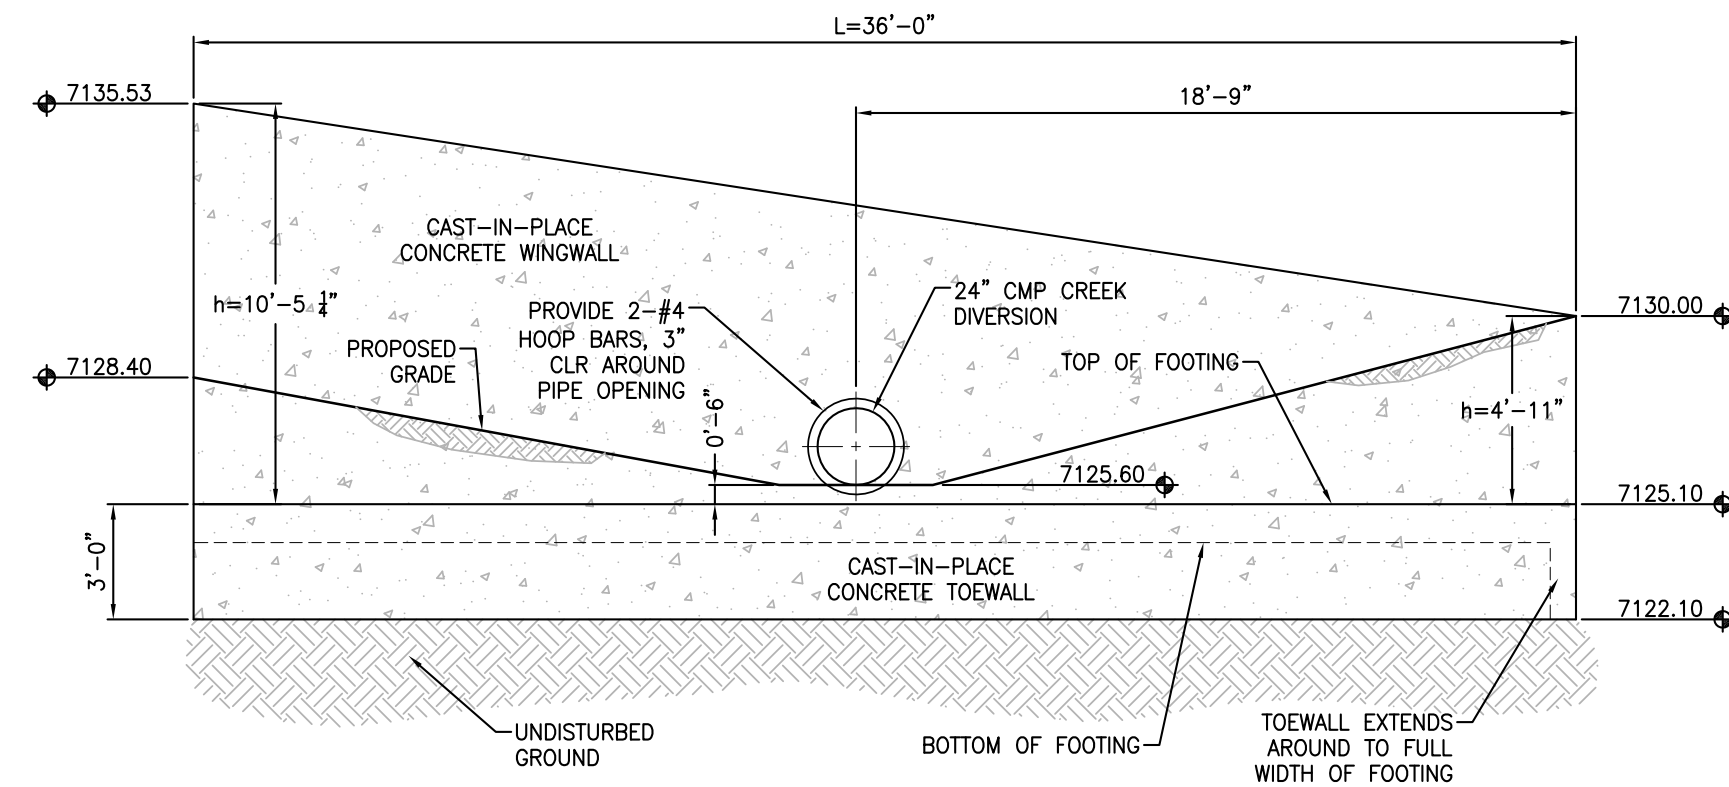 L=36'-0"
7135.53
18'-9"
CAST-IN-PLACE
CONCRETE WINGWALL
h=10'-5 1/4"
PROVIDE 2-#4
HOOP BARS, 3"
CLR AROUND
PIPE OPENING
24" CMP CREEK
DIVERSION
7130.00
PROPOSED
GRADE
TOP OF FOOTING
7128.40
0'-6"
h=4'-11"
7125.60
7125.10
3'-0"
CAST-IN-PLACE
CONCRETE TOEWALL
7122.10
UNDISTURBED
GROUND
BOTTOM OF FOOTING
TOEWALL EXTENDS
AROUND TO FULL
WIDTH OF FOOTING